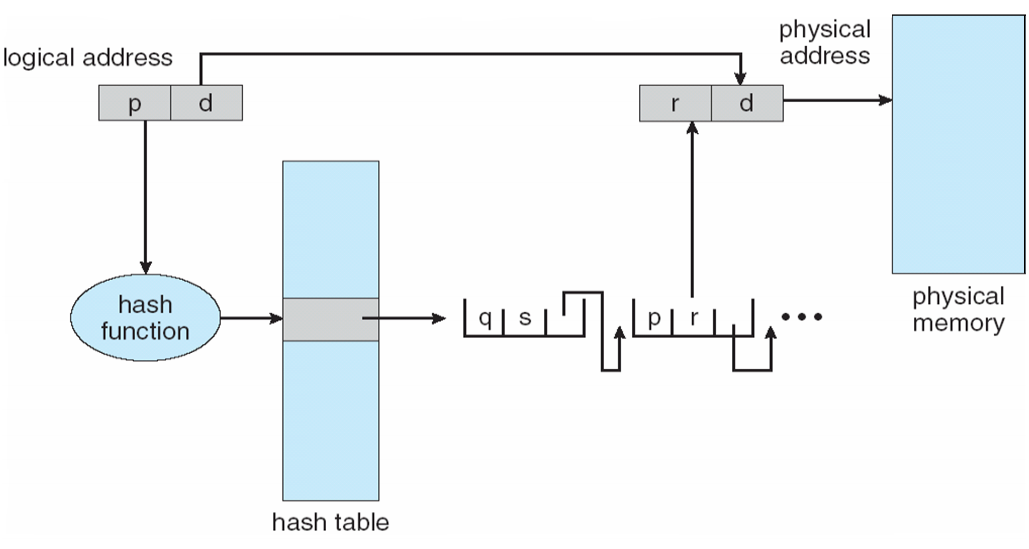 logical address
physical
address
p d
r d
hash
function
q s
p r
•••
physical
memory
hash table